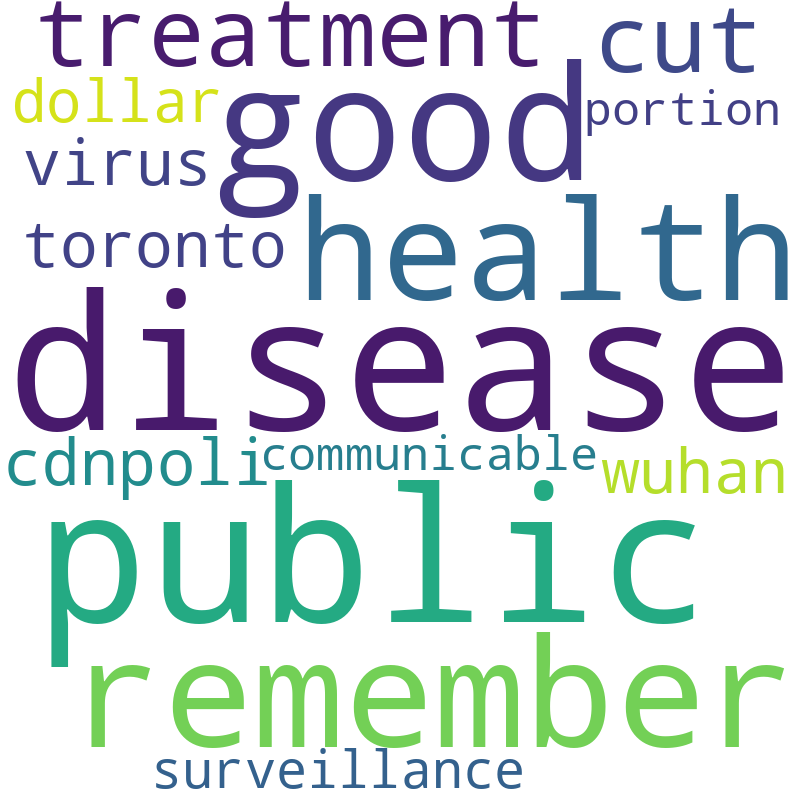 treatment cut
dollar good portion
virus
toronto health
disease
cdnpoli communicable wuhan
public
remember
surveillance